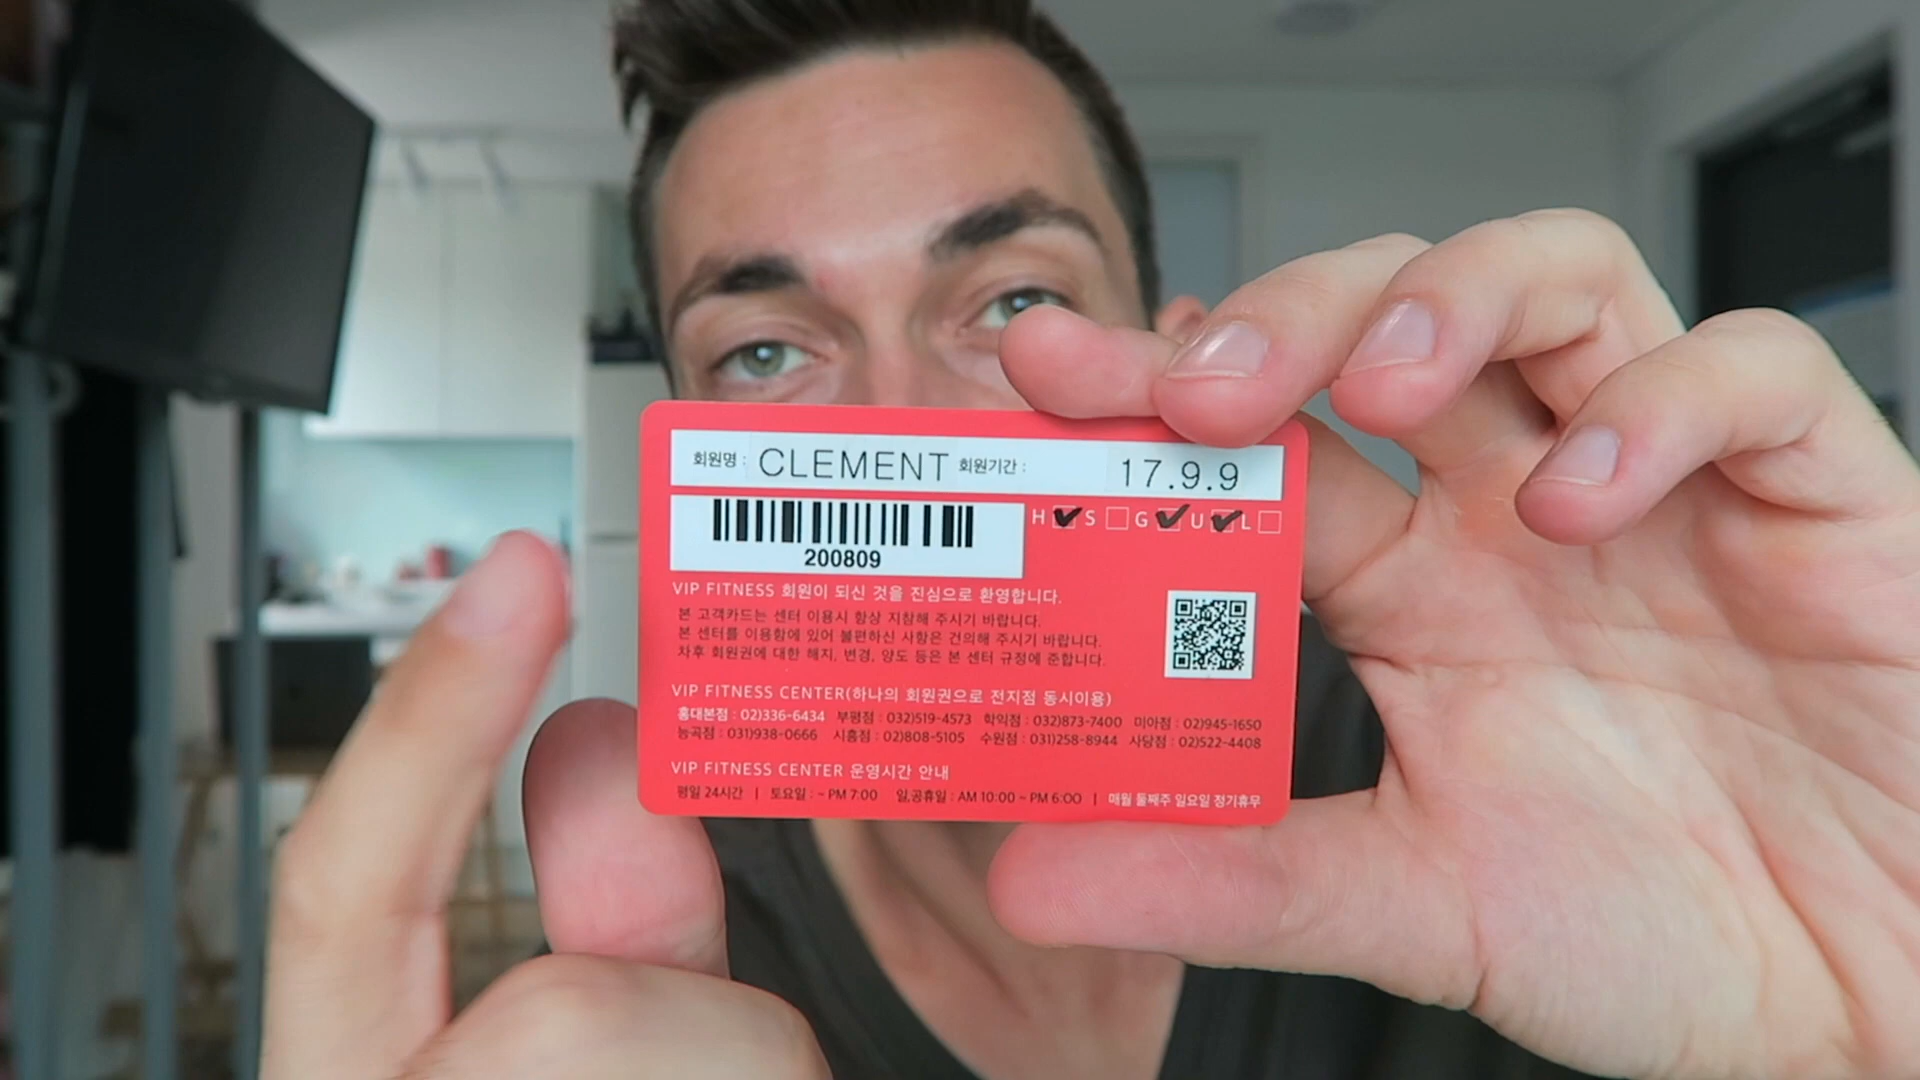 회원명 : CLEMENT 회원기간 : 17.9.9
H S G U L
200809
VIP FITNESS 회원이 되신 것을 진심으로 환영합니다.
본 고객카드는 센터 이용시 항상 지참해 주시기 바랍니다.
본 센터를 이용함에 있어 불편하신 사항은 건의해 주시기 바랍니다.
차후 회원권에 대한 해지, 변경, 양도 등은 본 센터 규정에 준합니다.
VIP FITNESS CENTER(하나의 회원권으로 전지점 동시이용)
홍대본점 : 02)336-6434 부평점 : 032)519-4573 학익점 : 032)873-7400 미아점 : 02)945-1650
능곡점 : 031)938-0666 시흥점 : 02)808-5105 수원점 : 031)258-8944 사당점 : 02)522-4408
VIP FITNESS CENTER 운영시간 안내
평일 24시간 | 토요일 : ~ PM 7:00 일,공휴일 : AM 10:00 ~ PM 6:00 | 매월 둘째주 일요일 정기휴무